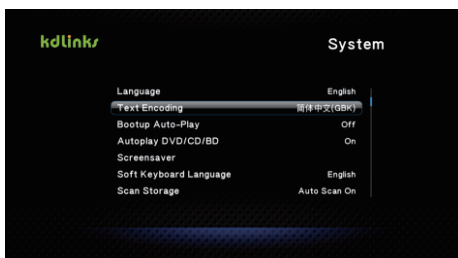 kdlinks
System
Language English
Text Encoding 简体中文(GBK)
Bootup Auto-Play Off
Autoplay DVD/CD/BD On
Screensaver
Soft Keyboard Language English
Scan Storage Auto Scan On